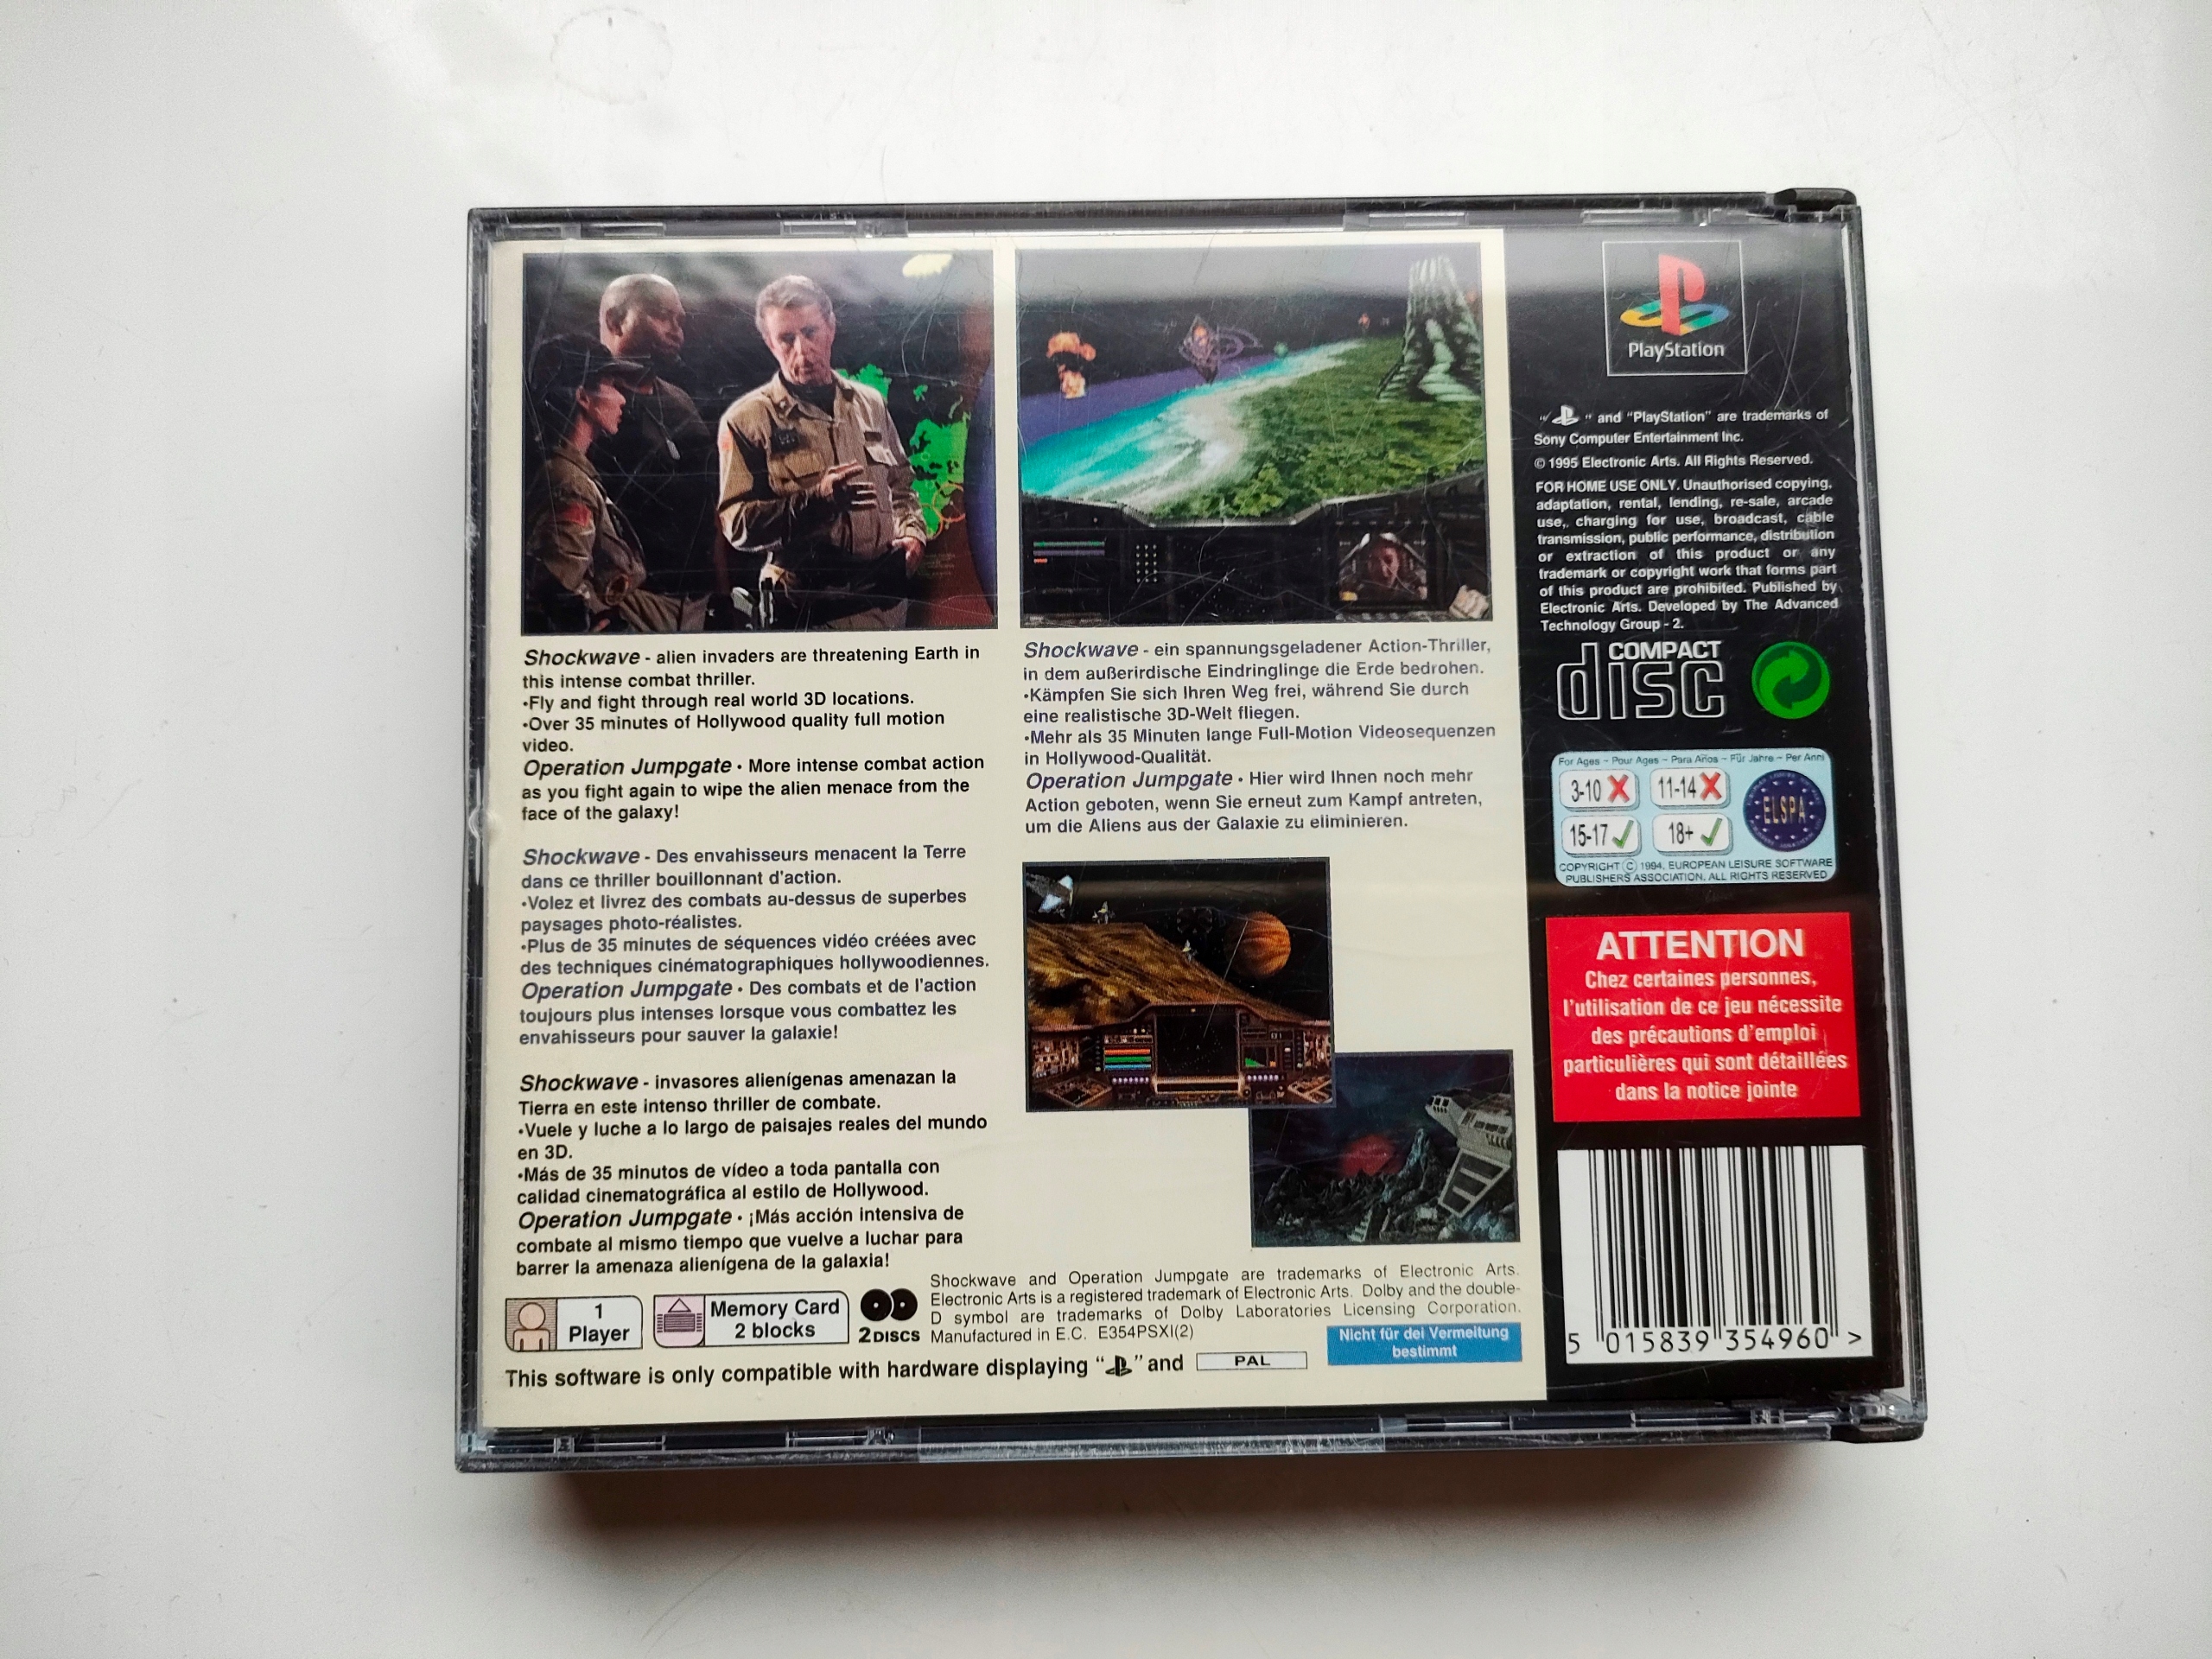 Shockwave - alien invaders are threatening Earth in
this intense combat thriller.
•Fly and fight through real world 3D locations.
•Over 35 minutes of Hollywood quality full motion
video.
Operation Jumpgate • More intense combat action
as you fight again to wipe the alien menace from the
face of the galaxy!
Shockwave - Des envahisseurs menacent la Terre
dans ce thriller bouillonnant d'action.
•Volez et livrez des combats au-dessus de superbes
paysages photo-réalistes.
•Plus de 35 minutes de séquences vidéo créées avec
des techniques cinématographiques hollywoodiennes.
Operation Jumpgate • Des combats et de l'action
toujours plus intenses lorsque vous combattez les
envahisseurs pour sauver la galaxie!
Shockwave - invasores alienígenas amenazan la
Tierra en este intenso thriller de combate.
•Vuele y luche a lo largo de paisajes reales del mundo
en 3D.
•Más de 35 minutos de vídeo a toda pantalla con
calidad cinematográfica al estilo de Hollywood.
Operation Jumpgate • ¡Más acción intensiva de
combate al mismo tiempo que vuelve a luchar para
barrer la amenaza alienígena de la galaxia!
Shockwave - ein spannungsgeladener Action-Thriller,
in dem außerirdische Eindringlinge die Erde bedrohen.
•Kämpfen Sie sich Ihren Weg frei, während Sie durch
eine realistische 3D-Welt fliegen.
•Mehr als 35 Minuten lange Full-Motion Videosequenzen
in Hollywood-Qualität.
Operation Jumpgate • Hier wird Ihnen noch mehr
Action geboten, wenn Sie erneut zum Kampf antreten,
um die Aliens aus der Galaxie zu eliminieren.
1
Player
Memory Card
2 blocks
2 DISCS
Shockwave and Operation Jumpgate are trademarks of Electronic Arts.
Electronic Arts is a registered trademark of Electronic Arts. Dolby and the double-
D symbol are trademarks of Dolby Laboratories Licensing Corporation.
Manufactured in E.C. E354PSXI(2)
Nicht für dei Vermeitung
bestimmt
This software is only compatible with hardware displaying "PS" and PAL
PlayStation
"PS" and "PlayStation" are trademarks of
Sony Computer Entertainment Inc.
© 1995 Electronic Arts. All Rights Reserved.
FOR HOME USE ONLY. Unauthorised copying,
adaptation, rental, lending, re-sale, arcade
use, charging for use, broadcast, cable
transmission, public performance, distribution
or extraction of this product or any
trademark or copyright work that forms part
of this product are prohibited. Published by
Electronic Arts. Developed by The Advanced
Technology Group - 2.
COMPACT
disc
For Ages - Pour Ages - Para Años - Für Jahre - Per Anni
3-10 11-14
15-17 18+
ELSPA
COPYRIGHT © 1994, EUROPEAN LEISURE SOFTWARE
PUBLISHERS ASSOCIATION. ALL RIGHTS RESERVED
ATTENTION
Chez certaines personnes,
l'utilisation de ce jeu nécessite
des précautions d'emploi
particulières qui sont détaillées
dans la notice jointe
5 015839 354960 >